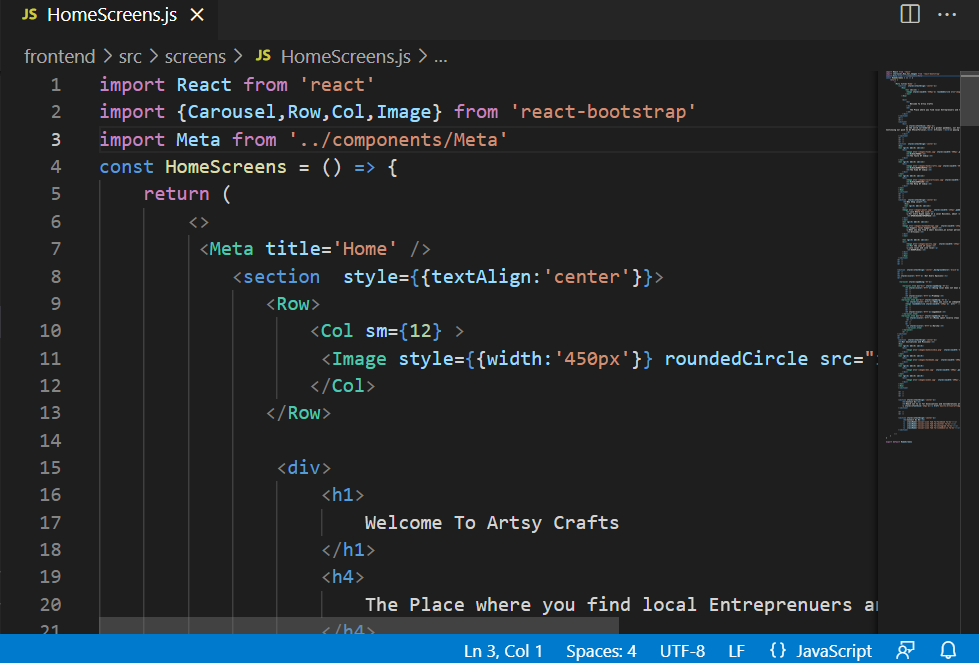 JS HomeScreens.js ×
frontend > src > screens > JS HomeScreens.js > ...
1 import React from 'react'
2 import {Carousel,Row,Col,Image} from 'react-bootstrap'
3 import Meta from '../components/Meta'
4 const HomeScreens = () => {
5 return (
6 <>
7 <Meta title='Home' />
8 <section  style={{textAlign:'center'}}>
9 <Row>
10 <Col sm={12} >
11 <Image style={{width:'450px'}} roundedCircle src="
12 </Col>
13 </Row>
14
15 <div>
16 <h1>
17 Welcome To Artsy Crafts
18 </h1>
19 <h4>
20 The Place where you find local Entreprenuers
21 </h4>
Ln 3, Col 1 Spaces: 4 UTF-8 LF {} JavaScript